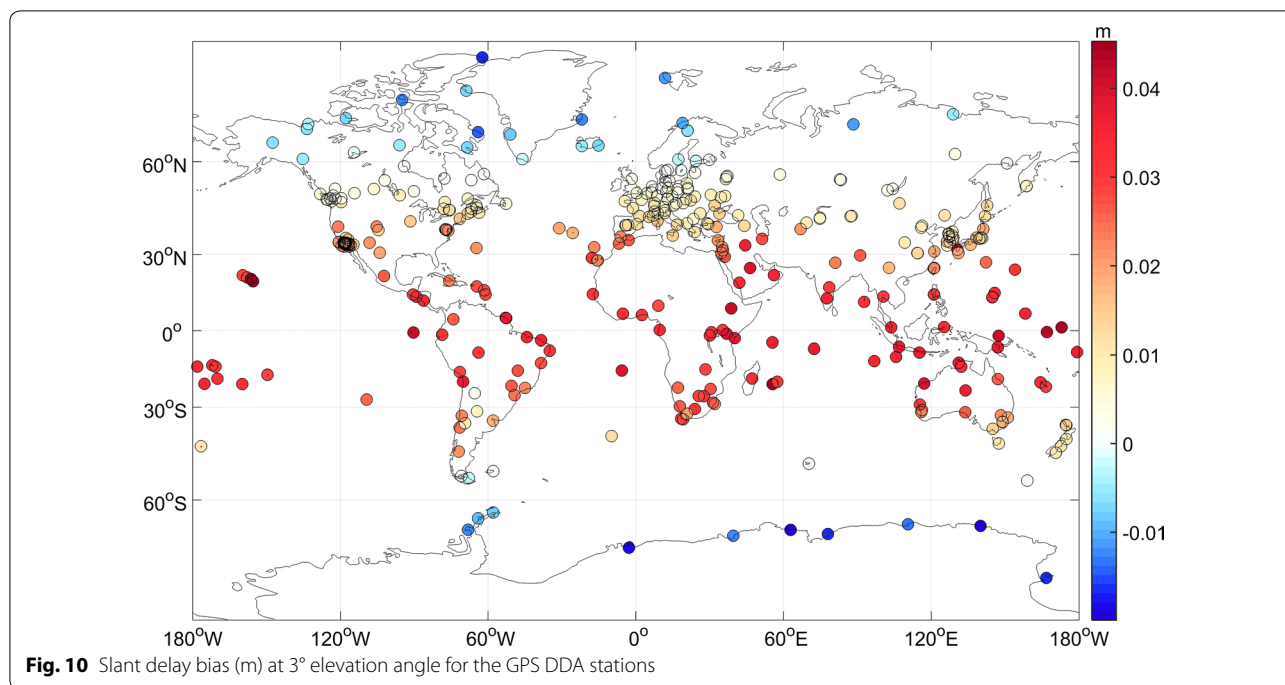 m
60°N
30°N
0°
30°S
60°S
180°W
120°W
60°W
0°
60°E
120°E
180°W
0.04
0.03
0.02
0.01
0
-0.01
Fig. 10 Slant delay bias (m) at 3° elevation angle for the GPS DDA stations